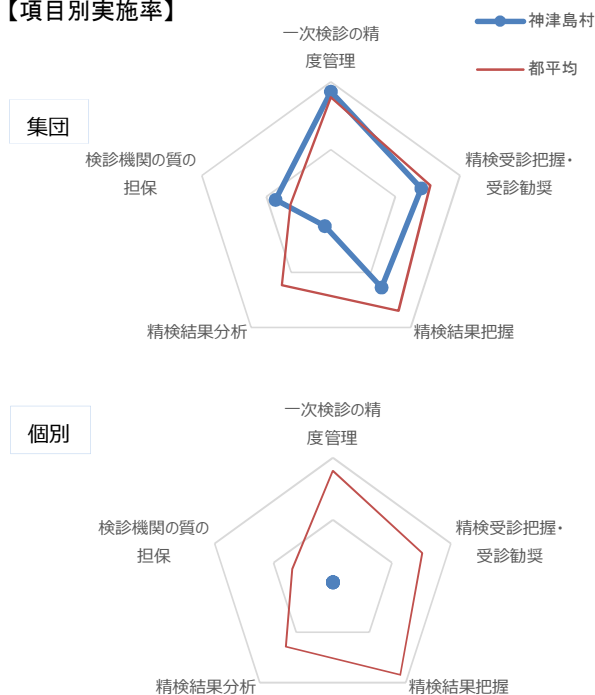 【項目別実施率】
神津島村
都平均
集団
一次検診の精
度管理
精検受診把握・
受診勧奨
精検結果把握
精検結果分析
検診機関の質の
担保
個別
一次検診の精
度管理
精検受診把握・
受診勧奨
精検結果把握
精検結果分析
検診機関の質の
担保